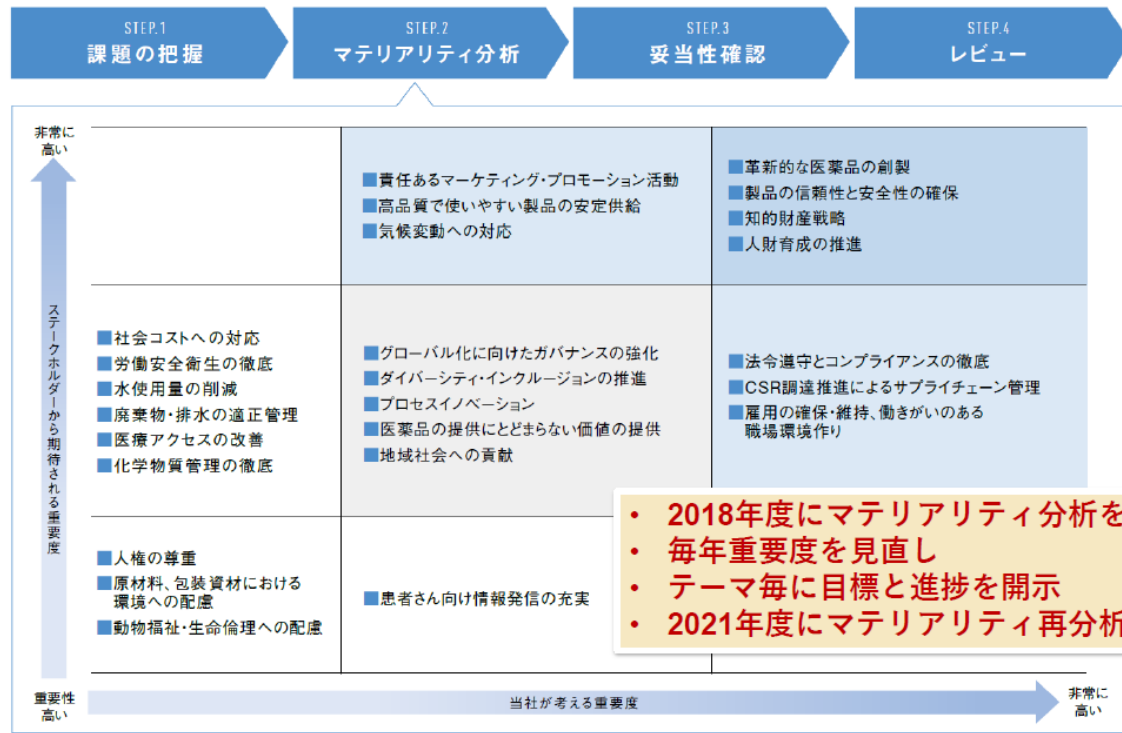 STEP.1
課題の把握
STEP.2
マテリアリティ分析
STEP.3
妥当性確認
STEP.4
レビュー
非常に
高い
ステークホルダーから期待される重要度
■責任あるマーケティング・プロモーション活動
■高品質で使いやすい製品の安定供給
■気候変動への対応
■革新的な医薬品の創製
■製品の信頼性と安全性の確保
■知的財産戦略
■人財育成の推進
■社会コストへの対応
■労働安全衛生の徹底
■水使用量の削減
■廃棄物・排水の適正管理
■医療アクセスの改善
■化学物質管理の徹底
■グローバル化に向けたガバナンスの強化
■ダイバーシティ・インクルージョンの推進
■プロセスイノベーション
■医薬品の提供にとどまらない価値の提供
■地域社会への貢献
■法令遵守とコンプライアンスの徹底
■CSR調達推進によるサプライチェーン管理
■雇用の確保・維持、働きがいのある
職場環境作り
■人権の尊重
■原材料、包装資材における
環境への配慮
■動物福祉・生命倫理への配慮
■患者さん向け情報発信の充実
• 2018年度にマテリアリティ分析を
• 毎年重要度を見直し
• テーマ毎に目標と進捗を開示
• 2021年度にマテリアリティ再分析
重要性
高い
当社が考える重要度
非常に
高い